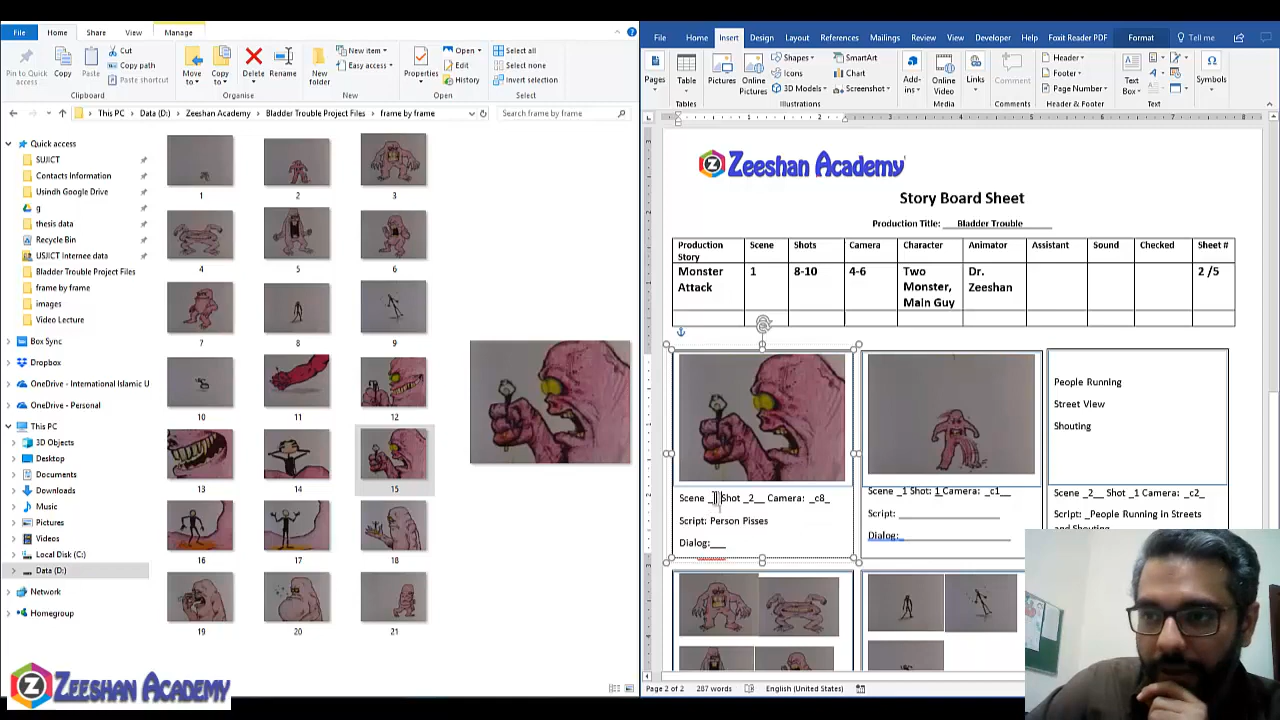 File Home Share View Manage
Pin to Quick access
Copy
Paste
Cut
Copy path
Paste shortcut
Move to
Copy to
Delete
Rename
New folder
New item
Easy access
Properties
Open
Edit
History
Select all
Select none
Invert selection
Clipboard Organise New Open Select
This PC Data (D:) Zeeshan Academy Bladder Trouble Project Files frame by frame
Search frame by frame
Quick access
SUJICT
Contacts Information
Usindh Google Drive
g
thesis data
Recycle Bin
USJICT Internee data
Bladder Trouble Project Files
frame by frame
images
Video Lecture
Box Sync
Dropbox
OneDrive - International Islamic U
OneDrive - Personal
This PC
3D Objects
Desktop
Documents
Downloads
Music
Pictures
Videos
Local Disk (C:)
Data (D:)
Network
Homegroup
1 2 3
4 5 6
7 8 9
10 11 12
13 14 15
16 17 18
19 20 21
ZEESHAN ACADEMY
File Home Insert Design Layout References Mailings Review View Developer Help Foxit Reader PDF Format Tell me
Pages
Table
Pictures
Online Pictures
Shapes
Icons
3D Models
SmartArt
Chart
Screenshot
Add-ins
Online Video
Links
Comment
Header
Footer
Page Number
Text Box
Symbols
Tables Illustrations Media Comments Header & Footer Text
Zeeshan Academy
Story Board Sheet
Production Title: __Bladder Trouble
Production Story Scene Shots Camera Character Animator Assistant Sound Checked Sheet #
Monster Attack 1 8-10 4-6 Two Monster, Main Guy Dr. Zeeshan 2 /5
Shot _2__ Camera: _c8_
Script: Person Pisses
Dialog:___
Scene _1 Shot: 1 Camera: _c1__
Script: ____
Dialog:_
People Running
Street View
Shouting
Scene _2__ Shot _1 Camera: _c2_
Script: _People Running in Streets
and Shouting
Page 2 of 2 287 words English (United States)